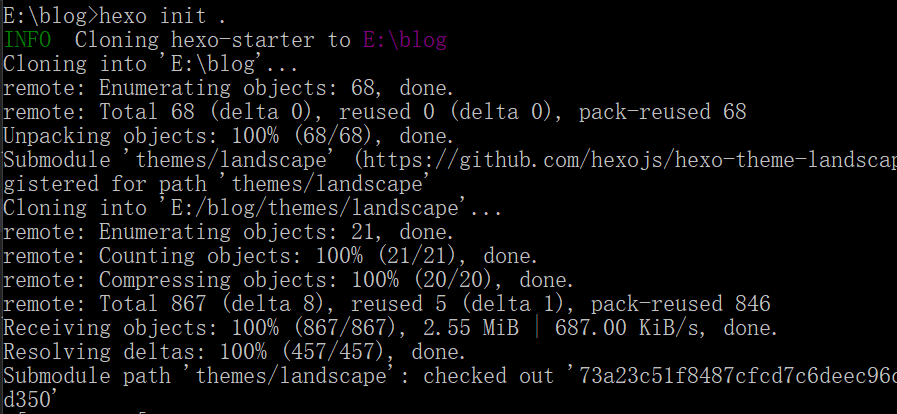 E:\blog>hexo init .
INFO  Cloning hexo-starter to E:\blog
Cloning into 'E:\blog'...
remote: Enumerating objects: 68, done.
remote: Total 68 (delta 0), reused 0 (delta 0), pack-reused 68
Unpacking objects: 100% (68/68), done.
Submodule 'themes/landscape' (https://github.com/hexojs/hexo-theme-landscap
gistered for path 'themes/landscape'
Cloning into 'E:/blog/themes/landscape'...
remote: Enumerating objects: 21, done.
remote: Counting objects: 100% (21/21), done.
remote: Compressing objects: 100% (20/20), done.
remote: Total 867 (delta 8), reused 5 (delta 1), pack-reused 846
Receiving objects: 100% (867/867), 2.55 MiB | 687.00 KiB/s, done.
Resolving deltas: 100% (457/457), done.
Submodule path 'themes/landscape': checked out '73a23c51f8487cfcd7c6deec96c
d350'